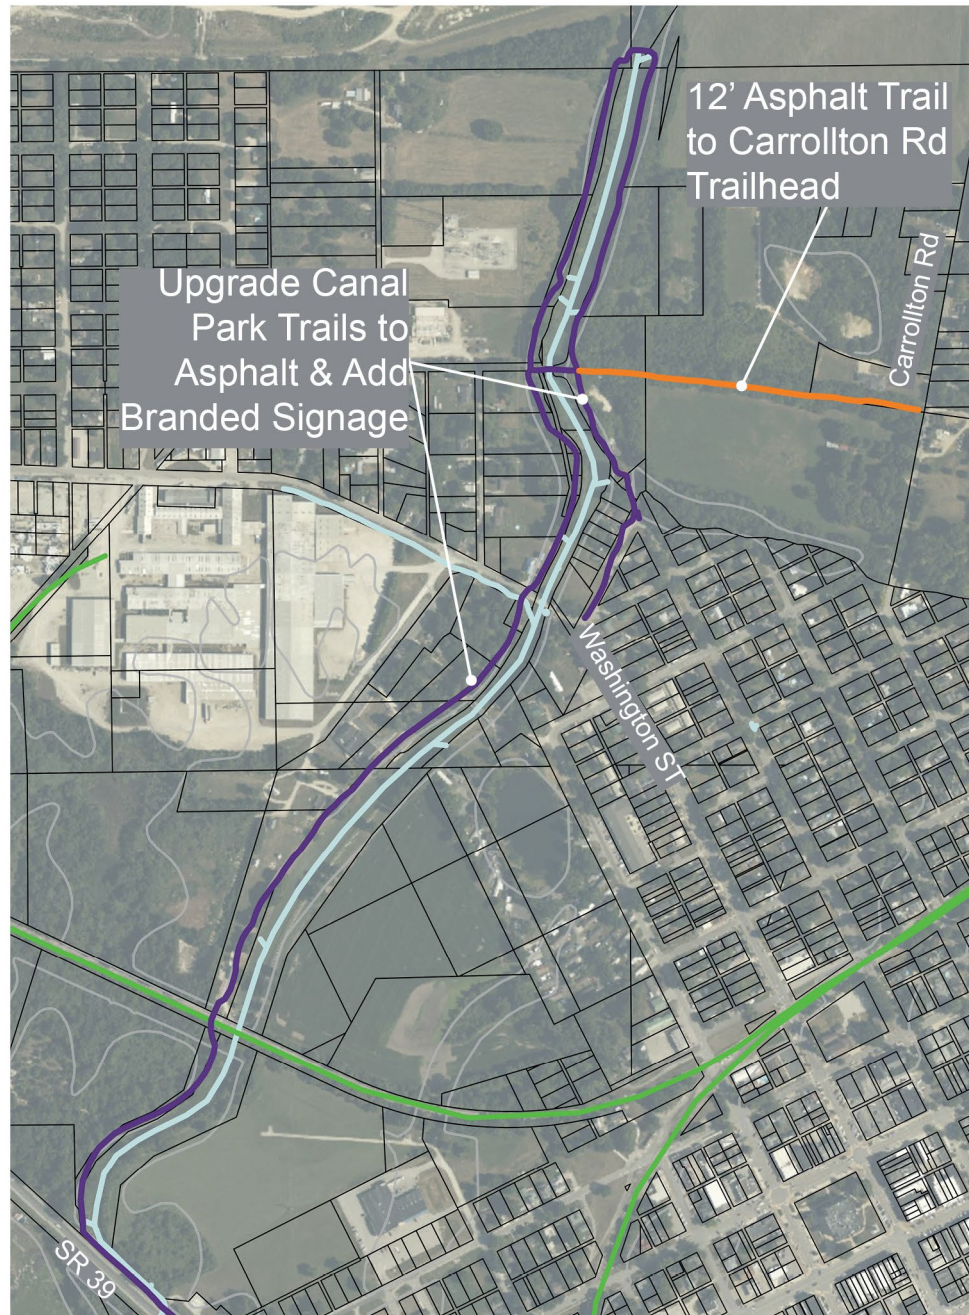 12’ Asphalt Trail
to Carrollton Rd
Trailhead
Carrollton Rd
Upgrade Canal
Park Trails to
Asphalt & Add
Branded Signage
Washington ST
SR 39